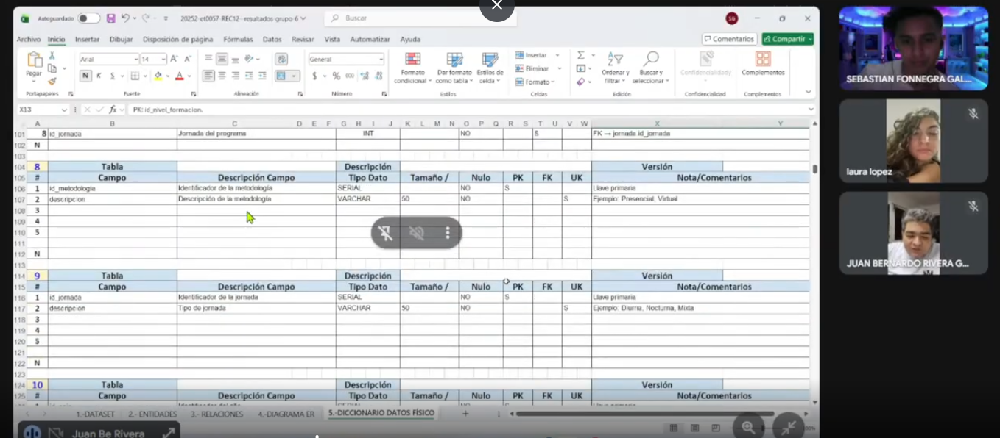 Autoguardado 20252-et0057-REC12--resultados-grupo-6 Buscar SG
Archivo Inicio Insertar Dibujar Disposición de página Fórmulas Datos Revisar Vista Automatizar Ayuda Comentarios Compartir
Pegar Arial 14 General Formato condicional Dar formato como tabla Estilos de celda Insertar Eliminar Formato Ordenar y filtrar Buscar y seleccionar Confidencialidad Complementos
N K S $ % 000
Portapapeles Fuente Alineación Número Estilos Celdas Edición Confidencialidad Complementos
X13 fx PK: id_nivel_formacion.
A B C D E F G H I J K L M N O P Q R S T U V W X Y
101 8 id_jornada Jornada del programa INT NO S FK → jornada.id_jornada
102 N
103
104 8 Tabla Descripción Versión
105 # Campo Descripción Campo Tipo Dato Tamaño / Nulo PK FK UK Nota/Comentarios
106 1 id_metodologia Identificador de la metodología SERIAL NO S Llave primaria
107 2 descripcion Descripción de la metodología VARCHAR 50 NO S Ejemplo: Presencial, Virtual
108 3
109 4
110 5
111
112 N
113
114 9 Tabla Descripción Versión
115 # Campo Descripción Campo Tipo Dato Tamaño / Nulo PK FK UK Nota/Comentarios
116 1 id_jornada Identificador de la jornada SERIAL NO S Llave primaria
117 2 descripcion Tipo de jornada VARCHAR 50 NO S Ejemplo: Diurna, Nocturna, Mixta
118 3
119 4
120 5
121
122 N
123
124 10 Tabla Descripción Versión
125 # Campo Descripción Campo Tipo Dato Tamaño / Nulo PK FK UK Nota/Comentarios
1.-DATASET 2.- ENTIDADES 3.- RELACIONES 4.-DIAGRAMA ER 5.-DICCIONARIO DATOS FÍSICO
Juan Be Rivera
SEBASTIAN FONNEGRA GAL...
laura lopez
JUAN BERNARDO RIVERA G...